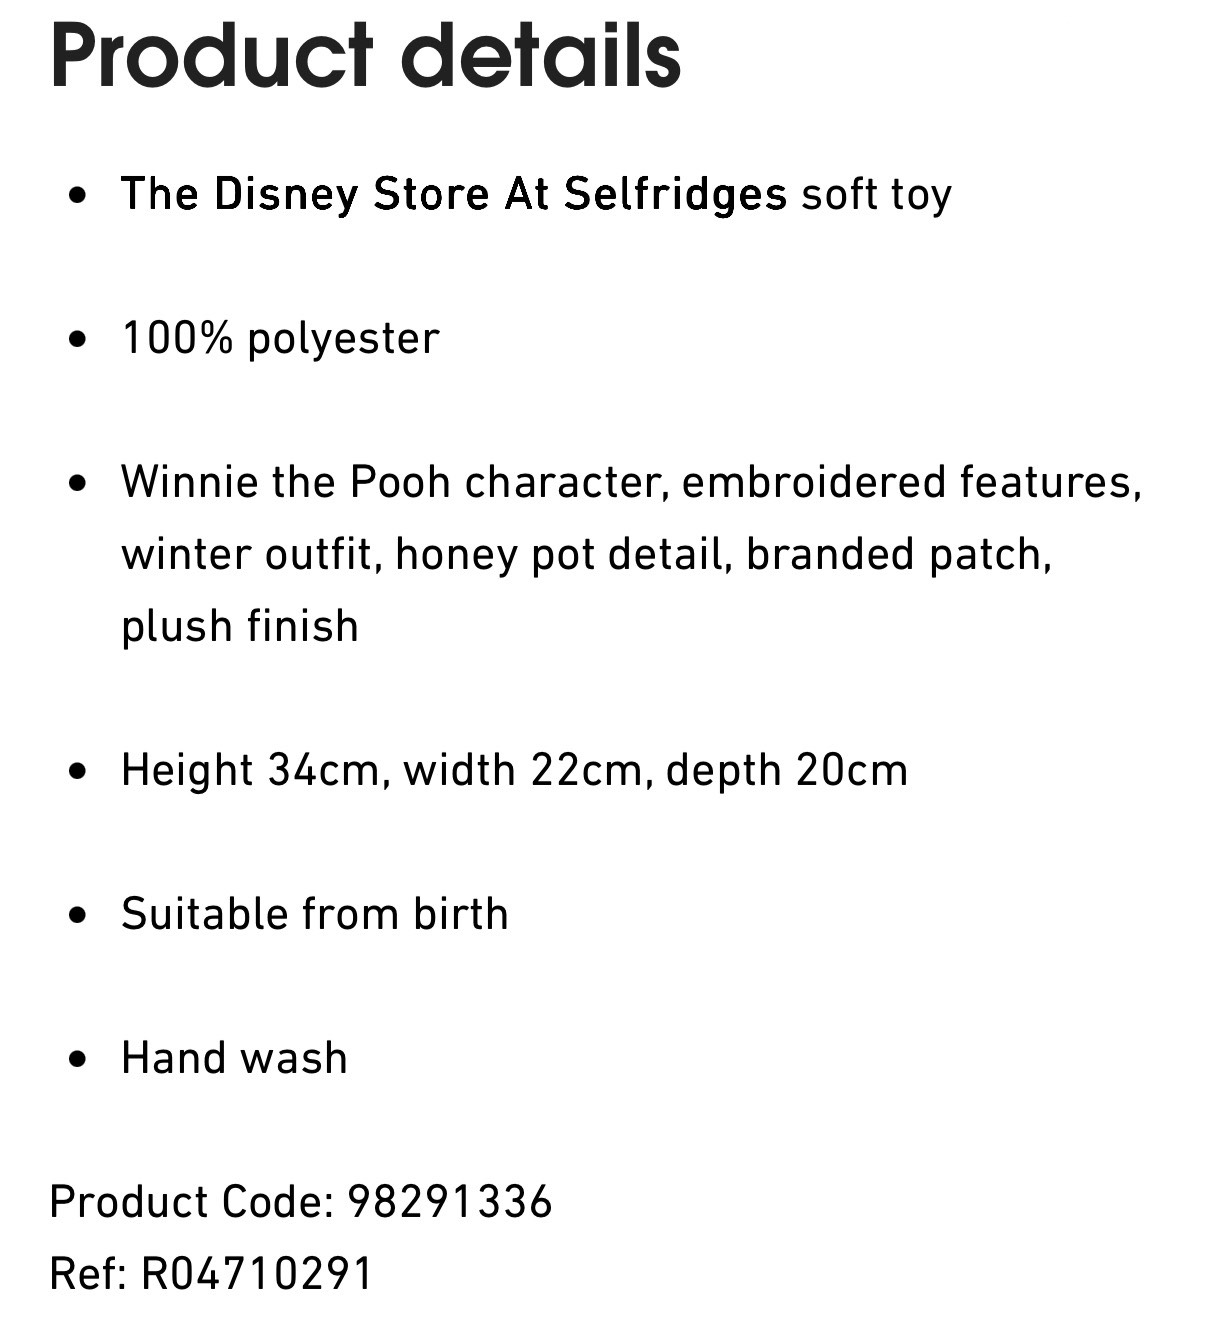 Product details
• The Disney Store At Selfridges soft toy
• 100% polyester
• Winnie the Pooh character, embroidered features,
winter outfit, honey pot detail, branded patch,
plush finish
• Height 34cm, width 22cm, depth 20cm
• Suitable from birth
• Hand wash
Product Code: 98291336
Ref: R04710291